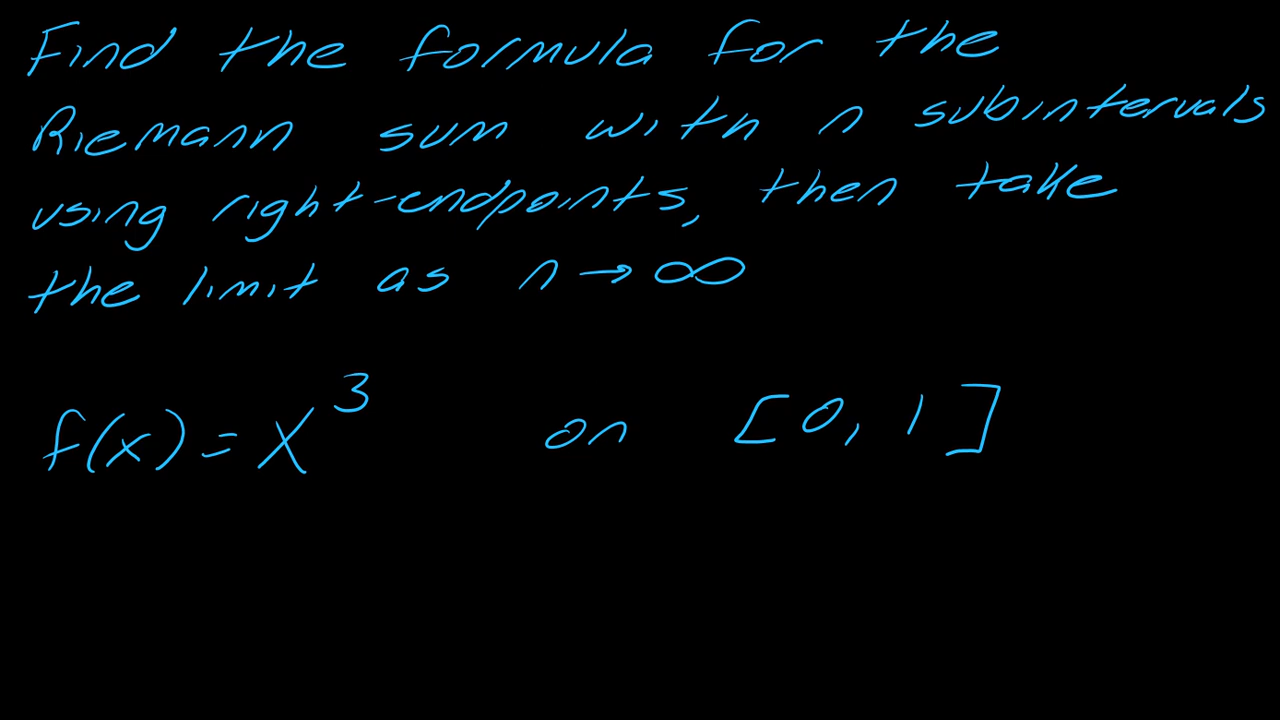 Find the formula for the
Riemann sum with n subintervals
using right-endpoints, then take
the limit as n → ∞
f(x) = x³ on [0, 1]